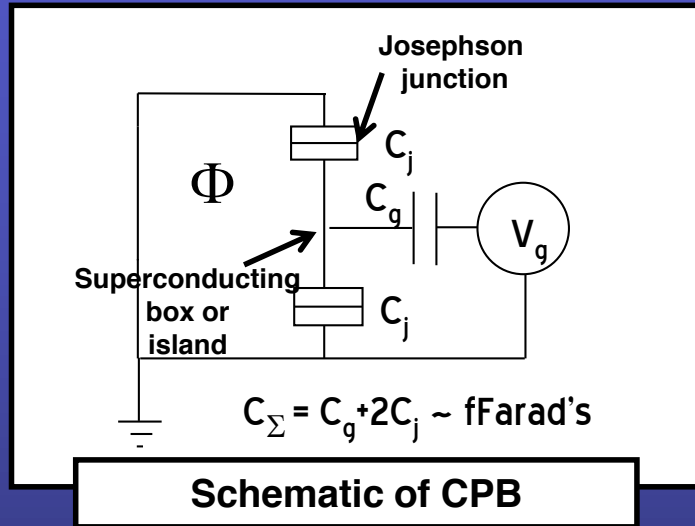 Josephson
junction
C_j
Φ
C_g
V_g
Superconducting
box or
island
C_j
C_Σ = C_g+2C_j ~ fFarad's
Schematic of CPB